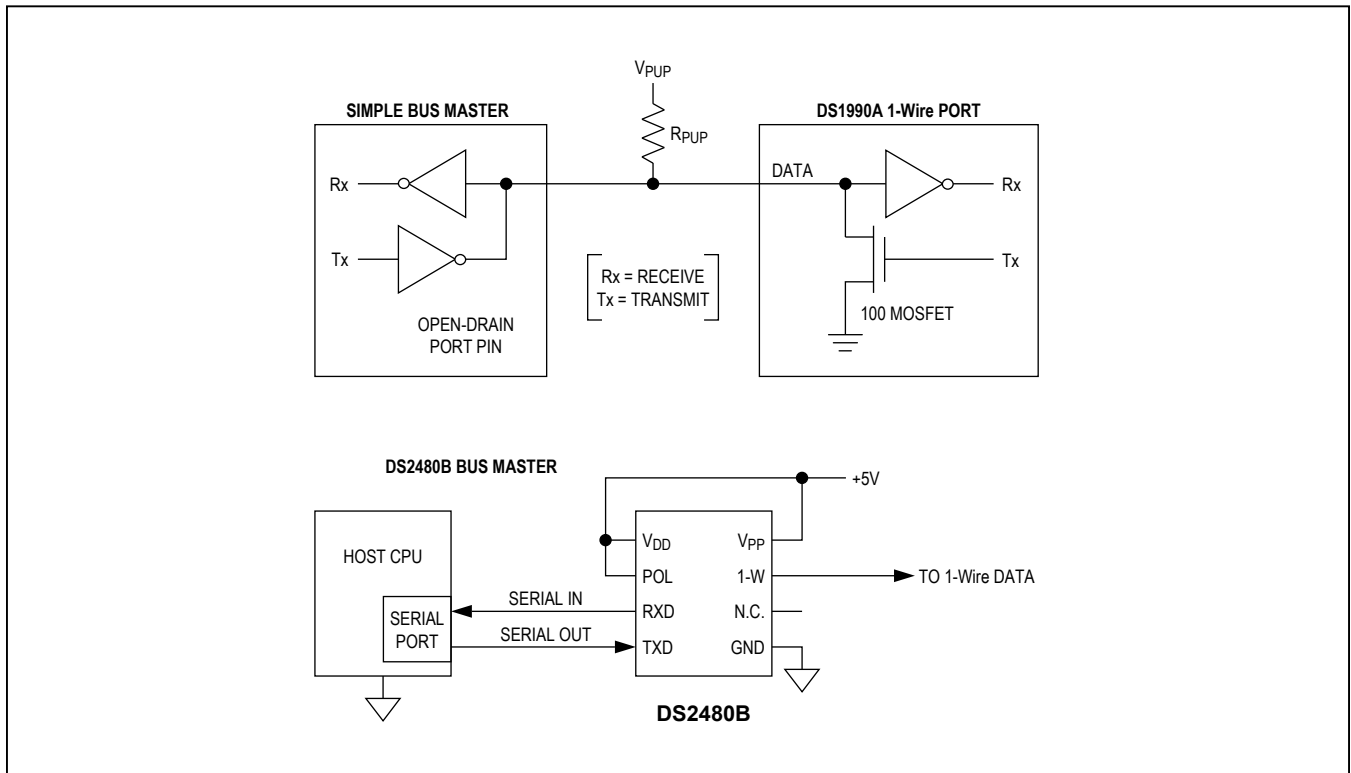 VPUP
SIMPLE BUS MASTER
DS1990A 1-Wire PORT
RPUP
DATA
Rx
Rx
Tx
Tx
Rx = RECEIVE
Tx = TRANSMIT
100 MOSFET
OPEN-DRAIN
PORT PIN
DS2480B BUS MASTER
+5V
HOST CPU
VDD
VPP
POL
1-W
TO 1-Wire DATA
SERIAL IN
RXD
N.C.
SERIAL
PORT
SERIAL OUT
TXD
GND
DS2480B